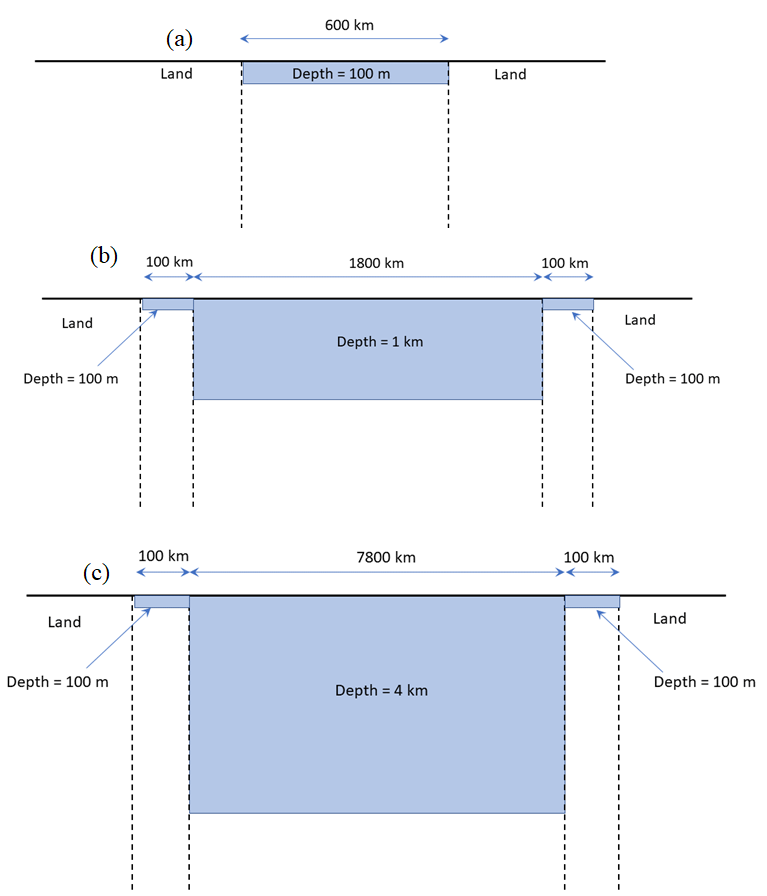 (a)
600 km
Land
Depth = 100 m
Land
(b)
100 km
1800 km
100 km
Land
Depth = 1 km
Land
Depth = 100 m
Depth = 100 m
(c)
100 km
7800 km
100 km
Land
Land
Depth = 100 m
Depth = 4 km
Depth = 100 m